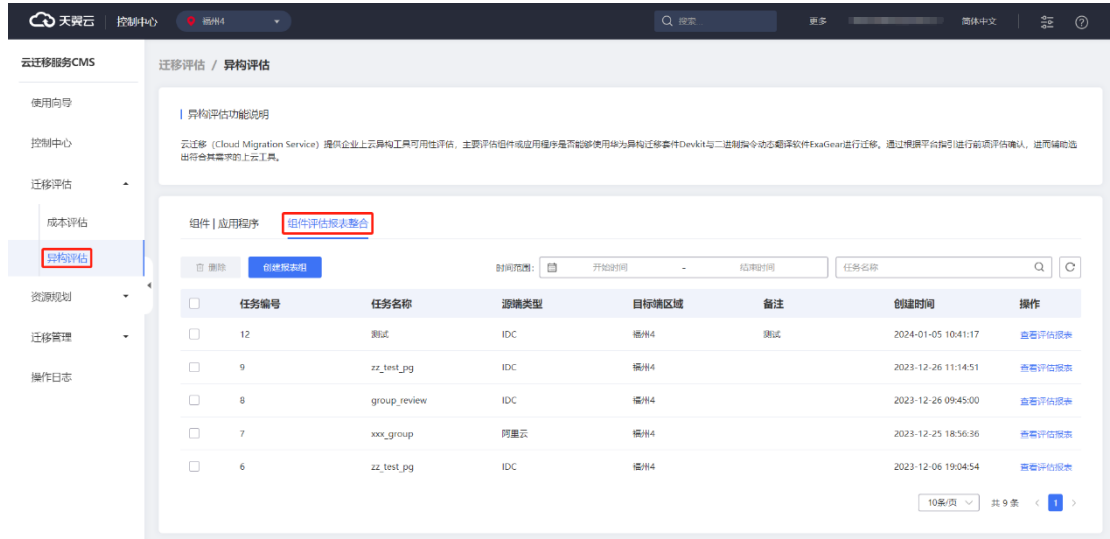 天翼云 控制中心 福州4 搜索... 更多 简体中文
云迁移服务CMS
使用向导
控制中心
迁移评估
成本评估
异构评估
资源规划
迁移管理
操作日志
迁移评估 / 异构评估
异构评估功能说明
云迁移（Cloud Migration Service）提供企业上云异构工具可用性评估，主要评估组件或应用程序是否能够使用华为异构迁移套件Devkit与二进制指令动态翻译软件ExaGear进行迁移。通过根据平台指引进行前项评估确认，进而辅助选
出符合其需求的上云工具。
组件 | 应用程序 组件评估报表整合
删除 创建报表组 时间范围: 开始时间 - 结束时间 任务名称
任务编号 任务名称 源端类型 目标端区域 备注 创建时间 操作
12 测试 IDC 福州4 测试 2024-01-05 10:41:17 查看评估报表
9 zz_test_pg IDC 福州4 2023-12-26 11:14:51 查看评估报表
8 group_review IDC 福州4 2023-12-26 09:45:00 查看评估报表
7 xxx_group 阿里云 福州4 2023-12-25 18:56:36 查看评估报表
6 zz_test_pg IDC 福州4 2023-12-06 19:04:54 查看评估报表
10条/页 共 9 条 < 1 >